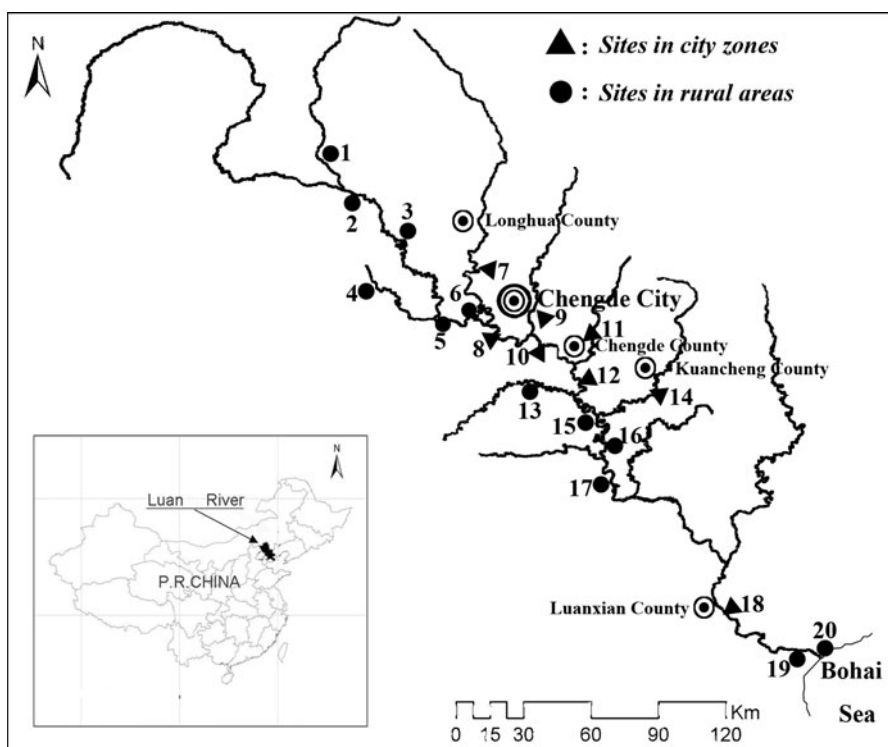 N
: Sites in city zones
: Sites in rural areas
1
2
3
Longhua County
7
4
6
Chengde City
5
9
11
8
10
Chengde County
12
Kuancheng County
13
14
15
16
17
N
Luan River
P.R.CHINA
Luanxian County
18
20
19
Bohai
Sea
Km
0 15 30 60 90 120